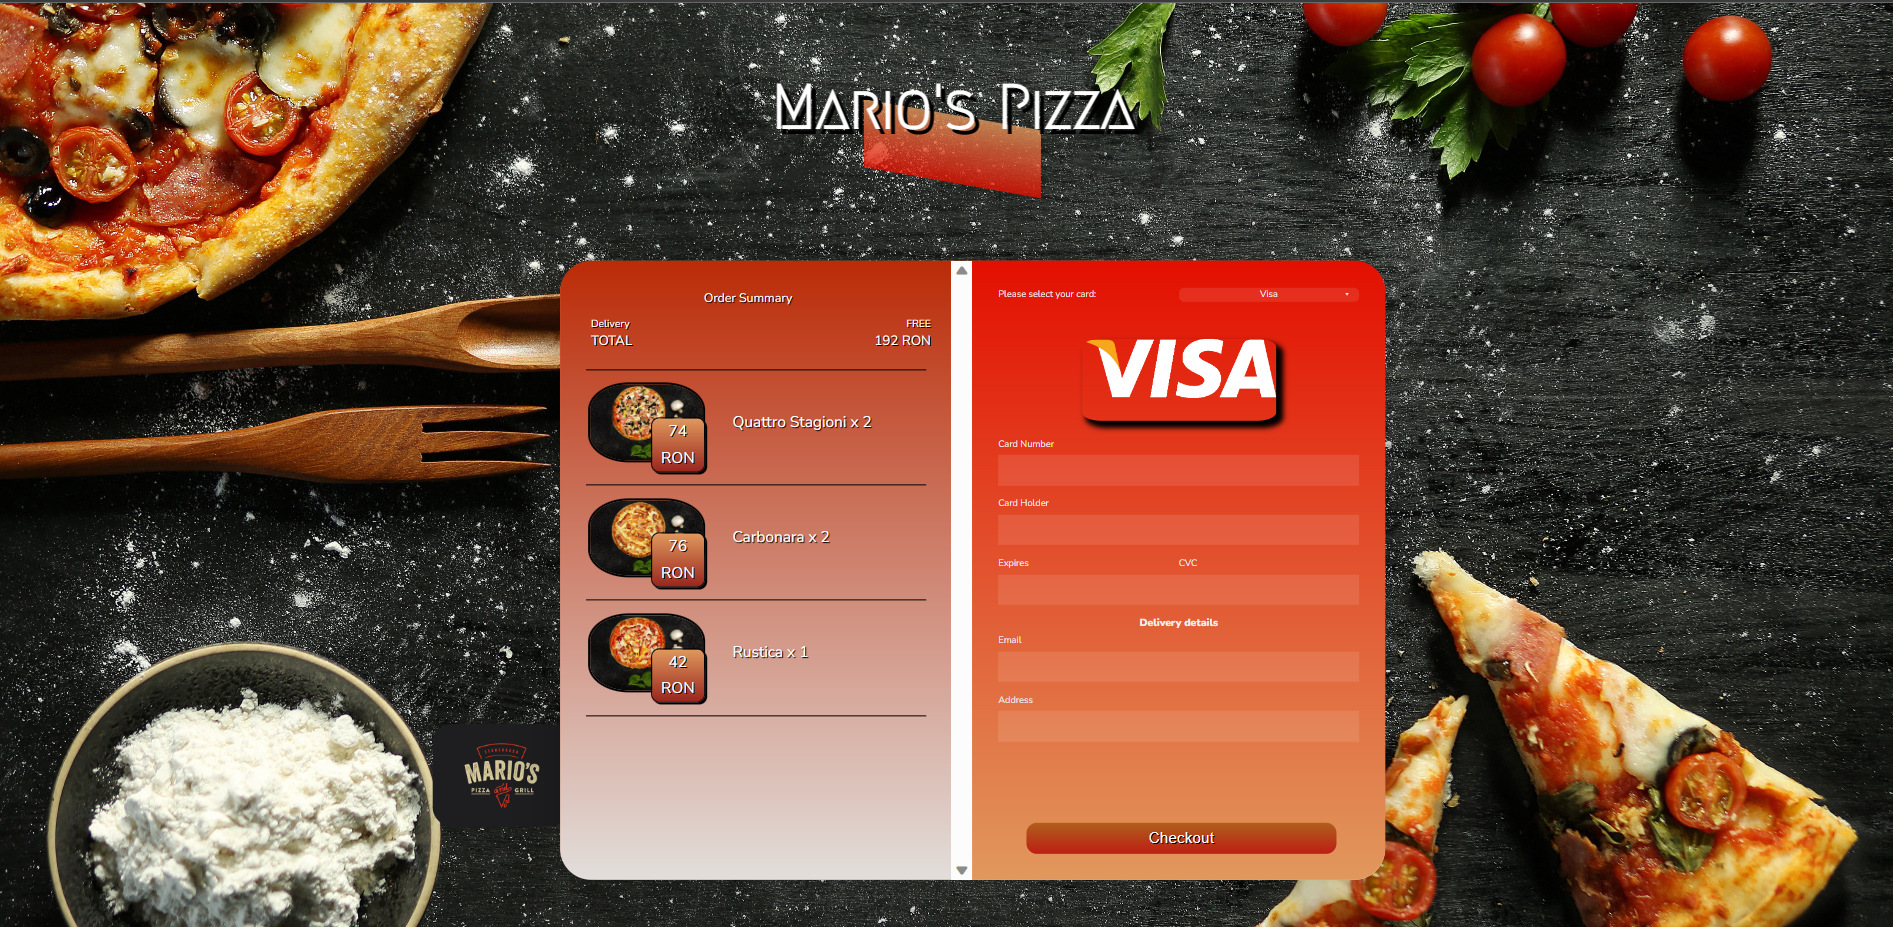 MARIO'S PIZZA
Order Summary
Delivery FREE
TOTAL 192 RON
74
RON
Quattro Stagioni x 2
76
RON
Carbonara x 2
42
RON
Rustica x 1
MARIO'S
PIZZA GRILL
Please select your card: Visa
VISA
Card Number
Card Holder
Expires CVC
Delivery details
Email
Address
Checkout